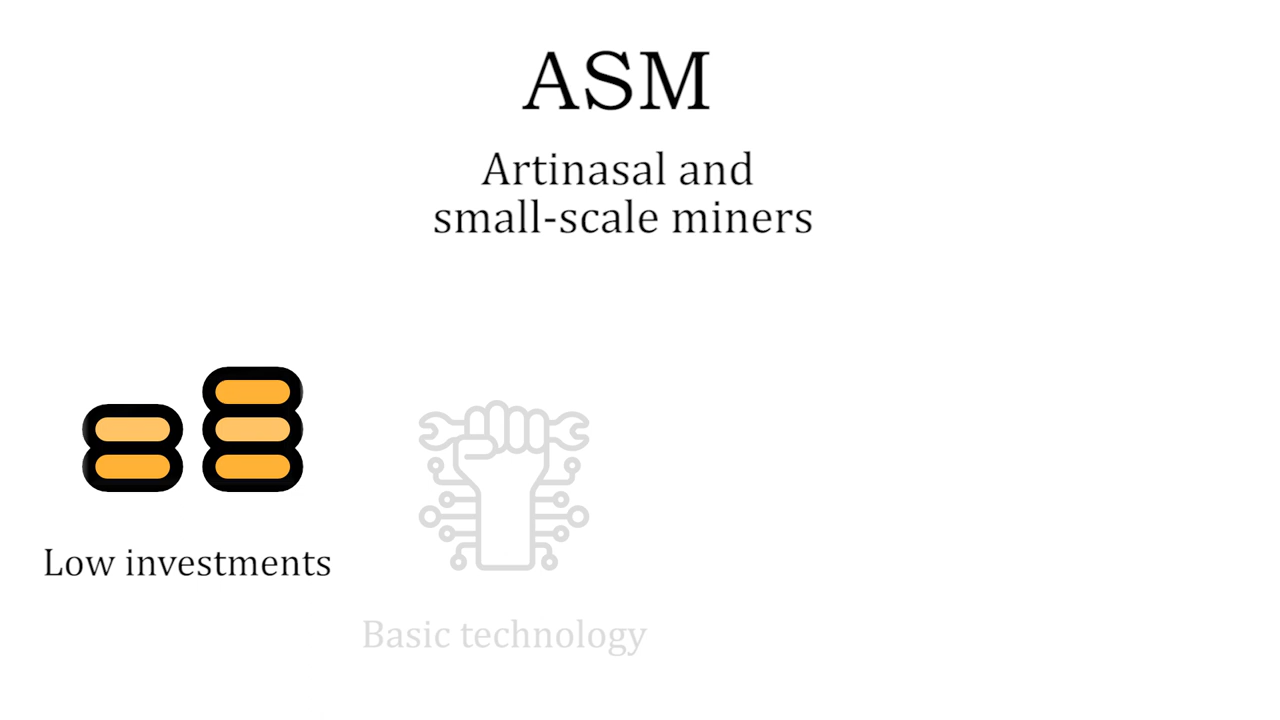 ASM
Artinasal and
small-scale miners
Low investments
Basic technology